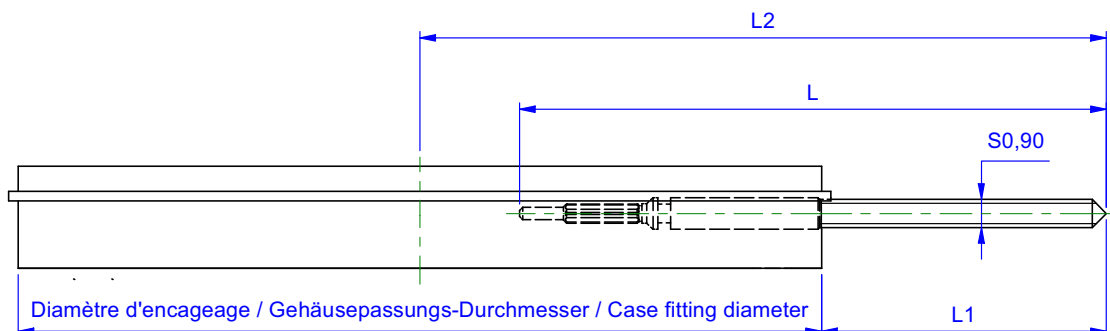 L2
L
S0,90
Diamètre d'encageage / Gehäusepassungs-Durchmesser / Case fitting diameter
L1